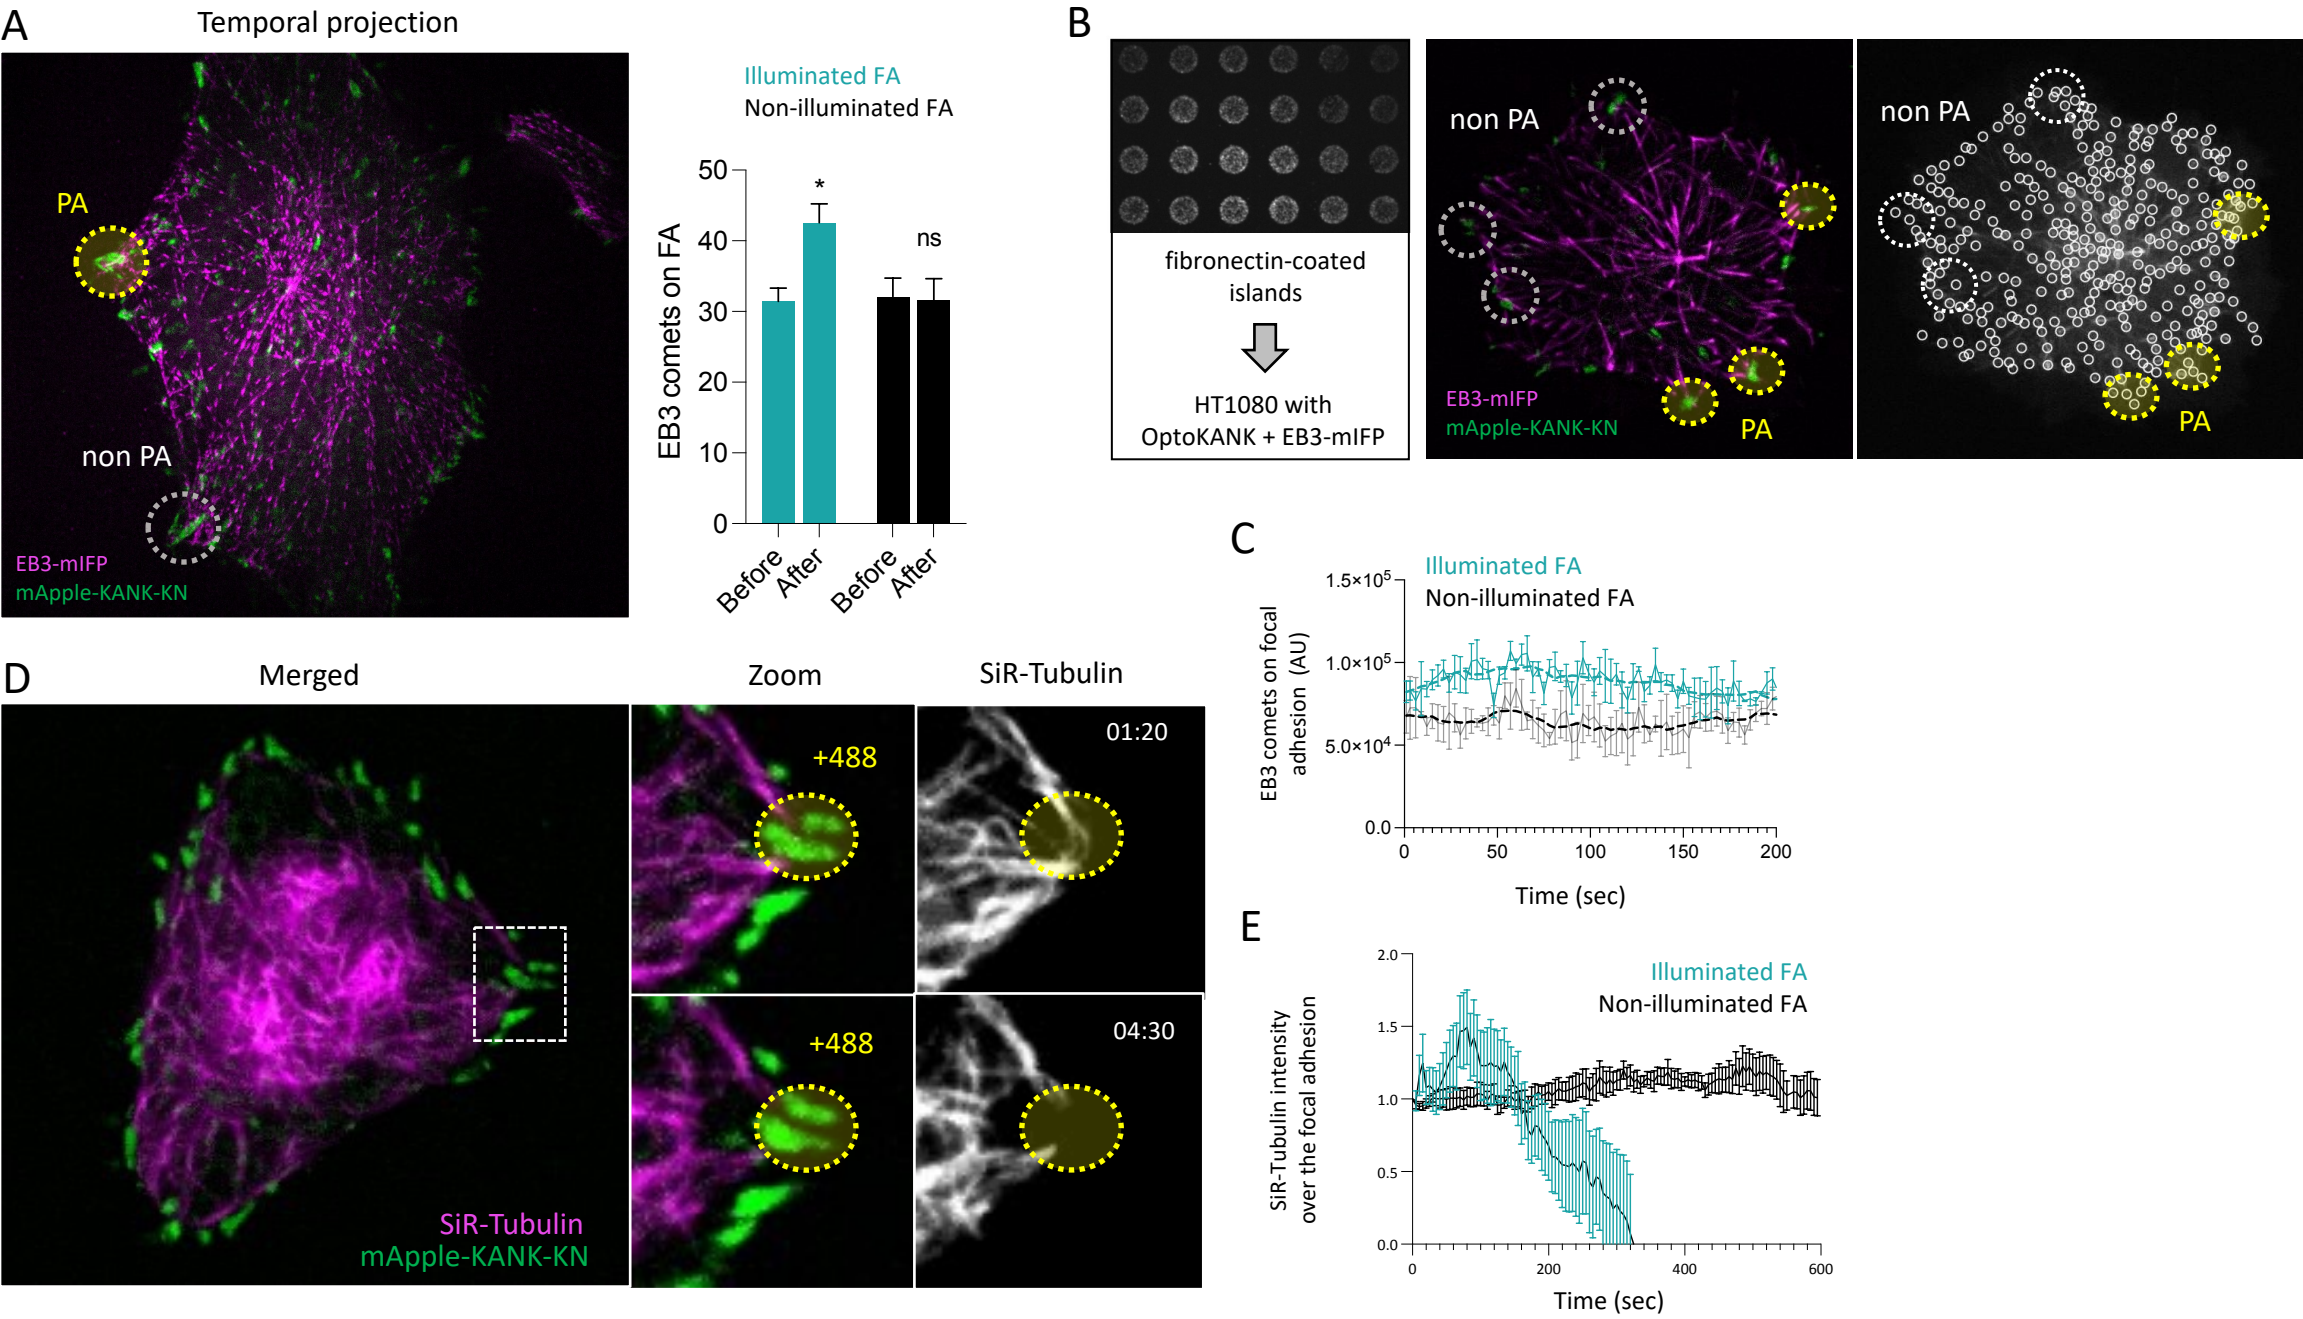 A
Temporal projection
PA
non PA
EB3-mIFP
mApple-KANK-KN
Illuminated FA
Non-illuminated FA
EB3 comets on FA
50
40
30
20
10
0
*
ns
Before
After
Before
After
B
fibronectin-coated
islands
HT1080 with
OptoKANK + EB3-mIFP
non PA
PA
EB3-mIFP
mApple-KANK-KN
non PA
PA
C
Illuminated FA
Non-illuminated FA
EB3 comets on focal
adhesion (AU)
1.5×10⁵
1.0×10⁵
5.0×10⁴
0.0
0
50
100
150
200
Time (sec)
D
Merged
Zoom
SiR-Tubulin
SiR-Tubulin
mApple-KANK-KN
+488
01:20
+488
04:30
E
Illuminated FA
Non-illuminated FA
SiR-Tubulin intensity
over the focal adhesion
2.0
1.5
1.0
0.5
0.0
0
200
400
600
Time (sec)